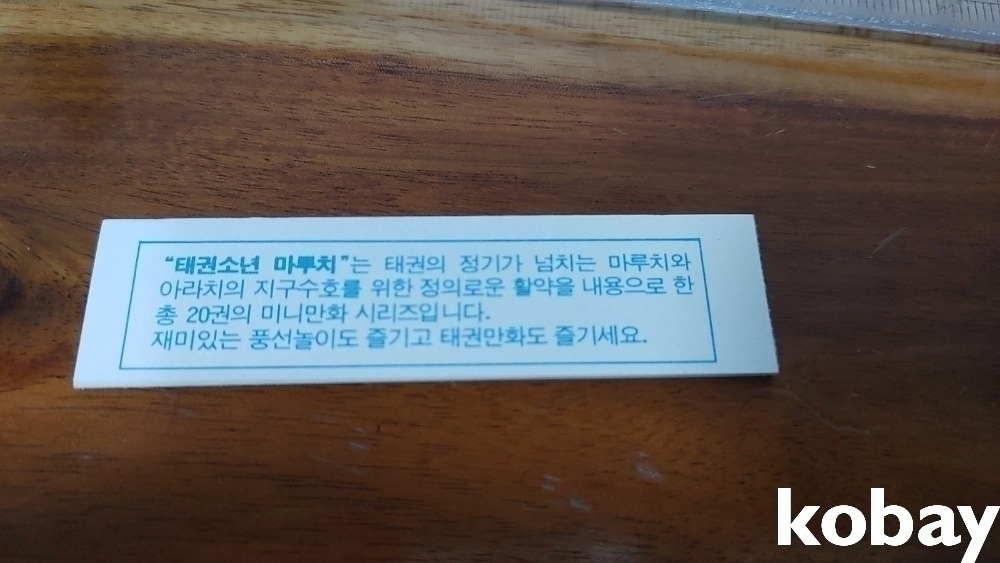 "태권소년 마루치"는 태권의 정기가 넘치는 마루치와
아라치의 지구수호를 위한 정의로운 활약을 내용으로 한
총 20권의 미니만화 시리즈입니다.
재미있는 풍선놀이도 즐기고 태권만화도 즐기세요.
kobay